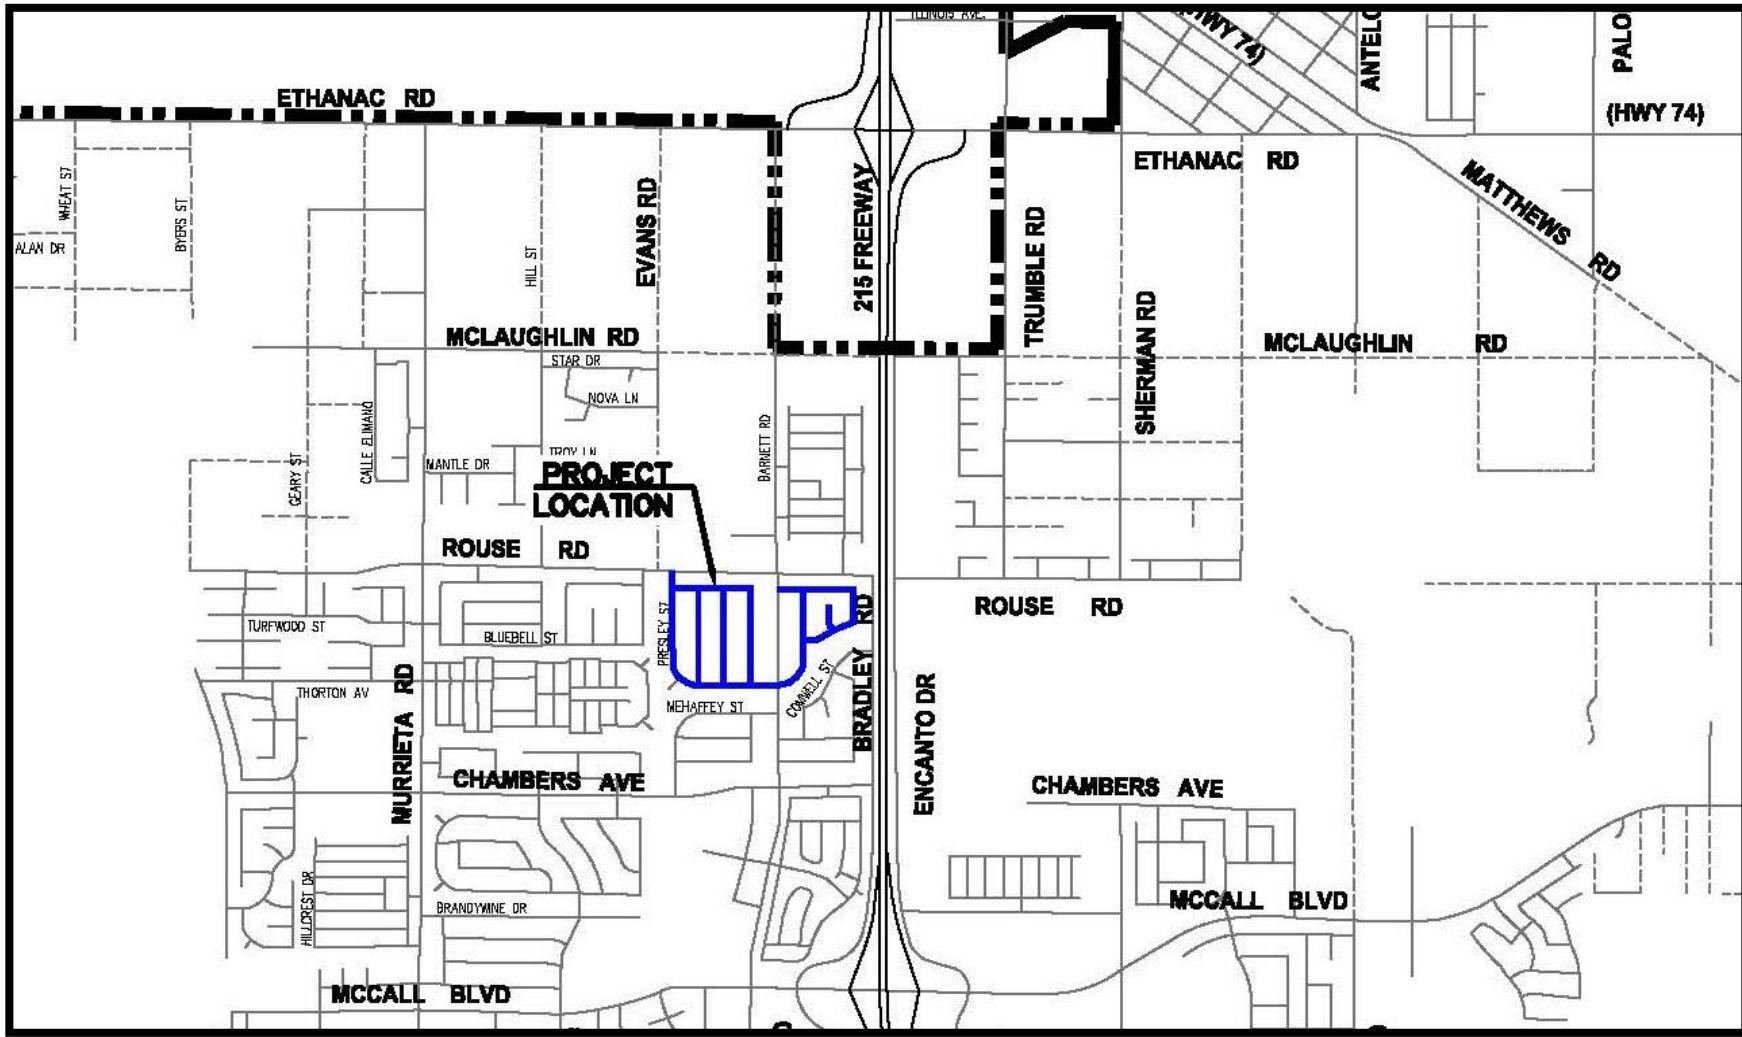 ILLINOIS AVE.
(HWY 74)
ANTELO
PALO
(HWY 74)
ETHANAC RD
ETHANAC RD
MATTHEWS RD
WHEAT ST
BYERS ST
ALAN DR
HILL ST
EVANS RD
215 FREEWAY
TRUMBLE RD
SHERMAN RD
MCLAUGHLIN RD
MCLAUGHLIN RD
STAR DR
NOVA LN
CALLE ELIMANO
BARNETT RD
GEARY ST
MANTLE DR
TROY LN
PROJECT
LOCATION
ROUSE RD
ROUSE RD
TURFWOOD ST
BLUEBELL ST
PRESLEY ST
BRADLEY RD
THORTON AV
MURRIETA RD
MEHAFFEY ST
ENCANTO DR
CHAMBERS AVE
CHAMBERS AVE
HILLCREST DR
BRANDYWINE DR
MCCALL BLVD
MCCALL BLVD